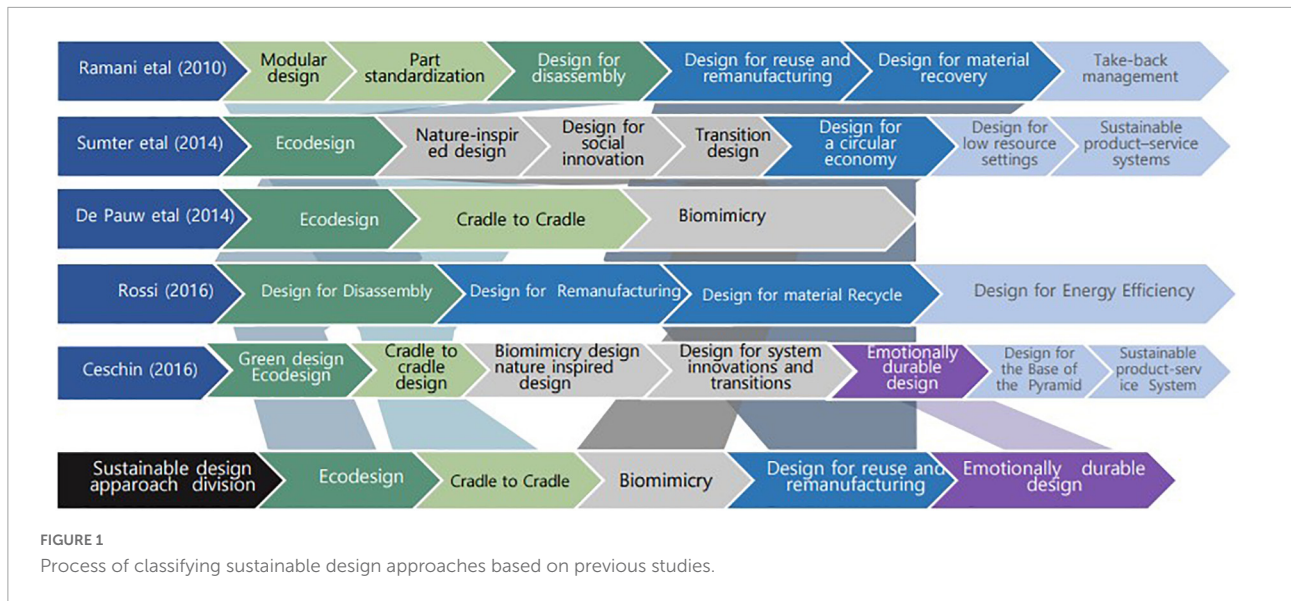 Ramani etal (2010)
Modular
design
Part
standardization
Design for
disassembly
Design for reuse and
remanufacturing
Design for material
recovery
Take-back
management
Sumter etal (2014)
Ecodesign
Nature-inspir
ed design
Design for
social
innovation
Transition
design
Design for
a circular
economy
Design for
low resource
settings
Sustainable
product–service
systems
De Pauw etal (2014)
Ecodesign
Cradle to Cradle
Biomimicry
Rossi (2016)
Design for Disassembly
Design for Remanufacturing
Design for material Recycle
Design for Energy Efficiency
Ceschin (2016)
Green design
Ecodesign
Cradle to
cradle
design
Biomimicry design
nature inspired
design
Design for system
innovations and
transitions
Emotionally
durable
design
Design for
the Base of
the Pyramid
Sustainable
product-serv
ice System
Sustainable design
apparoach division
Ecodesign
Cradle to Cradle
Biomimicry
Design for reuse and
remanufacturing
Emotionally durable
design
FIGURE 1
Process of classifying sustainable design approaches based on previous studies.